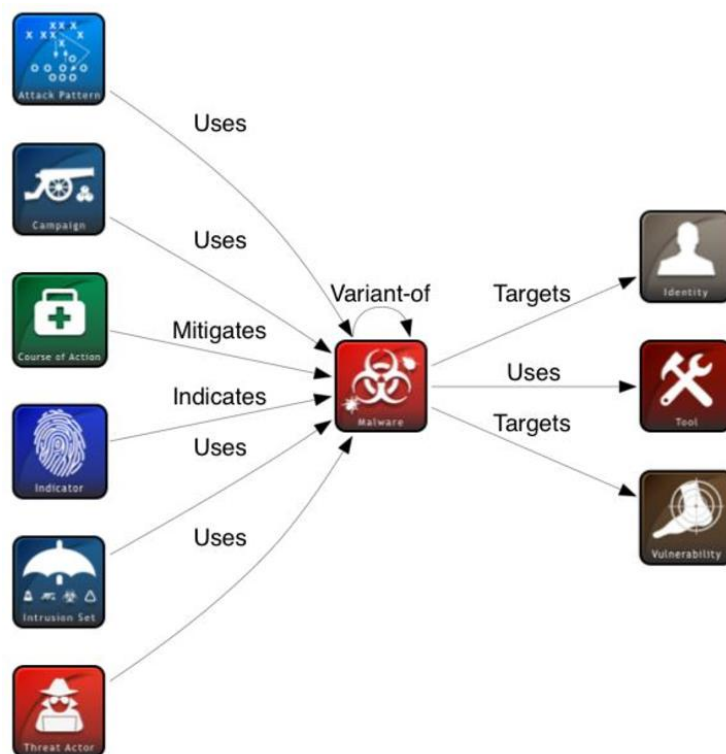 Attack Pattern
Uses
Campaign
Uses
Course of Action
Mitigates
Indicator
Indicates
Intrusion Set
Uses
Threat Actor
Uses
Variant-of
Malware
Targets
Identity
Uses
Tool
Targets
Vulnerability